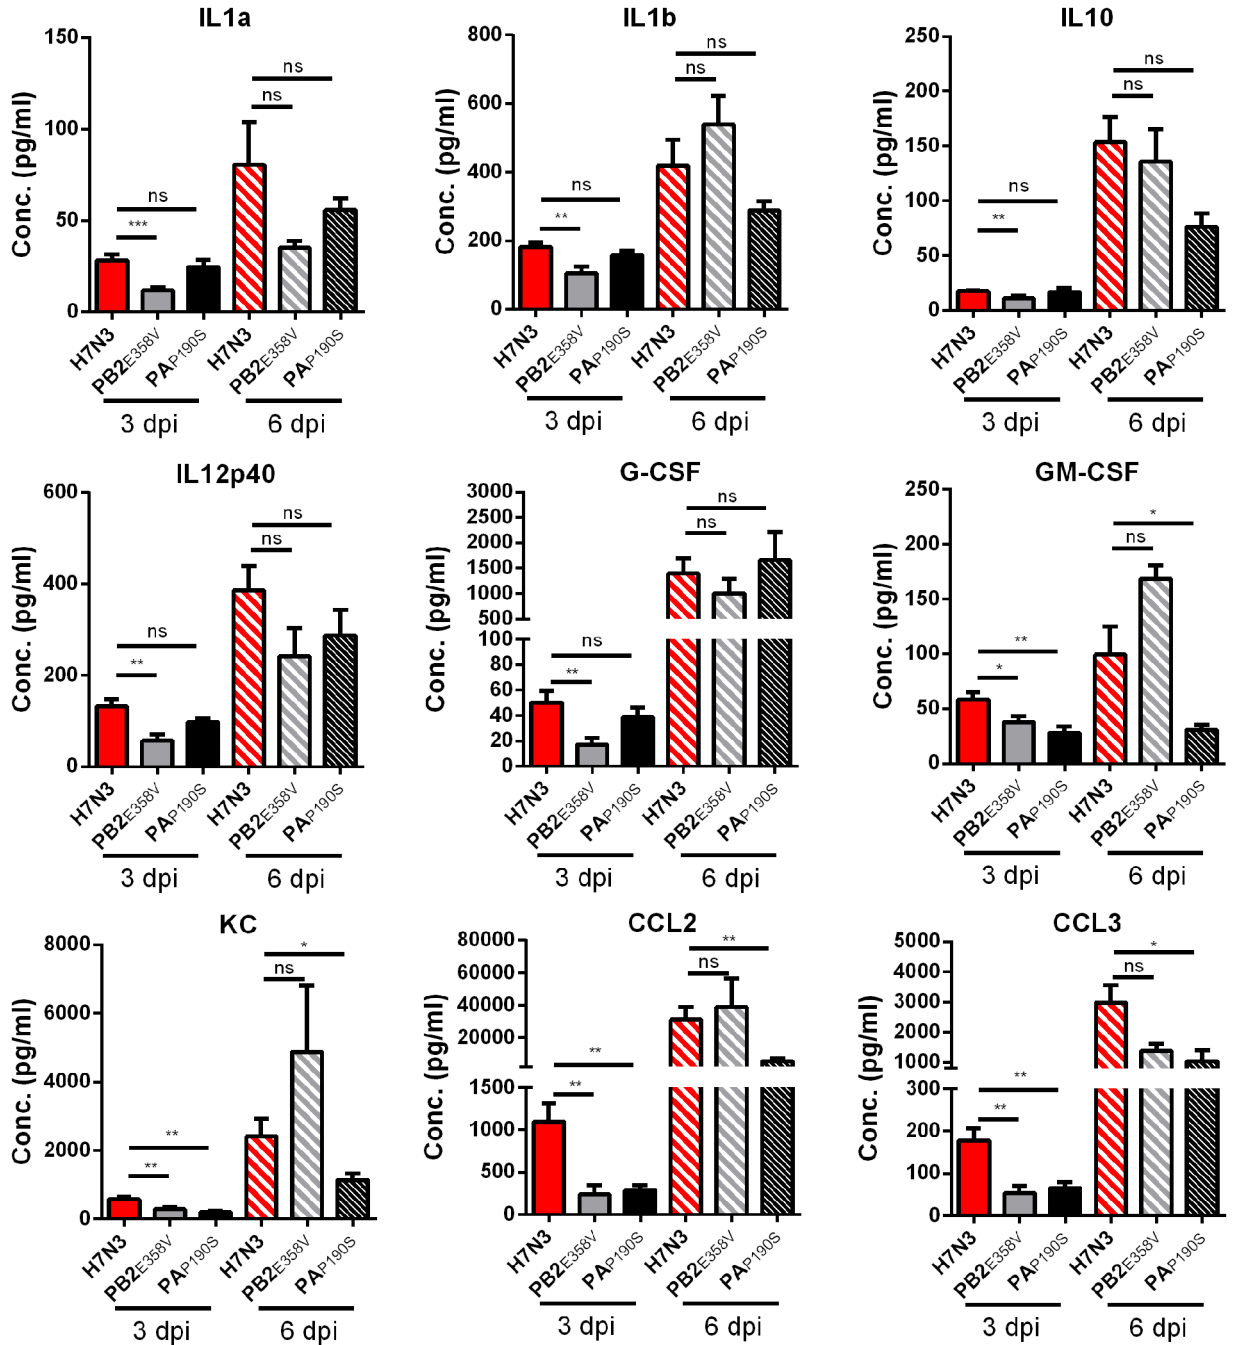 IL1a
Conc. (pg/ml)
150
100
50
0
ns
***
ns
ns
H7N3
PB2E358V
PAP190S
H7N3
PB2E358V
PAP190S
3 dpi
6 dpi
IL1b
Conc. (pg/ml)
800
600
400
200
0
ns
**
ns
ns
H7N3
PB2E358V
PAP190S
H7N3
PB2E358V
PAP190S
3 dpi
6 dpi
IL10
Conc. (pg/ml)
250
200
150
100
50
0
ns
**
ns
ns
H7N3
PB2E358V
PAP190S
H7N3
PB2E358V
PAP190S
3 dpi
6 dpi
IL12p40
Conc. (pg/ml)
600
400
200
0
ns
**
ns
ns
H7N3
PB2E358V
PAP190S
H7N3
PB2E358V
PAP190S
3 dpi
6 dpi
G-CSF
Conc. (pg/ml)
3000
2500
2000
1500
1000
500
100
80
60
40
20
0
ns
**
ns
ns
H7N3
PB2E358V
PAP190S
H7N3
PB2E358V
PAP190S
3 dpi
6 dpi
GM-CSF
Conc. (pg/ml)
250
200
150
100
50
0
**
*
*
ns
H7N3
PB2E358V
PAP190S
H7N3
PB2E358V
PAP190S
3 dpi
6 dpi
KC
Conc. (pg/ml)
8000
6000
4000
2000
0
**
**
*
ns
H7N3
PB2E358V
PAP190S
H7N3
PB2E358V
PAP190S
3 dpi
6 dpi
CCL2
Conc. (pg/ml)
80000
60000
40000
20000
1500
1000
500
0
**
**
**
ns
H7N3
PB2E358V
PAP190S
H7N3
PB2E358V
PAP190S
3 dpi
6 dpi
CCL3
Conc. (pg/ml)
5000
4000
3000
2000
1000
300
200
100
0
**
**
*
ns
H7N3
PB2E358V
PAP190S
H7N3
PB2E358V
PAP190S
3 dpi
6 dpi